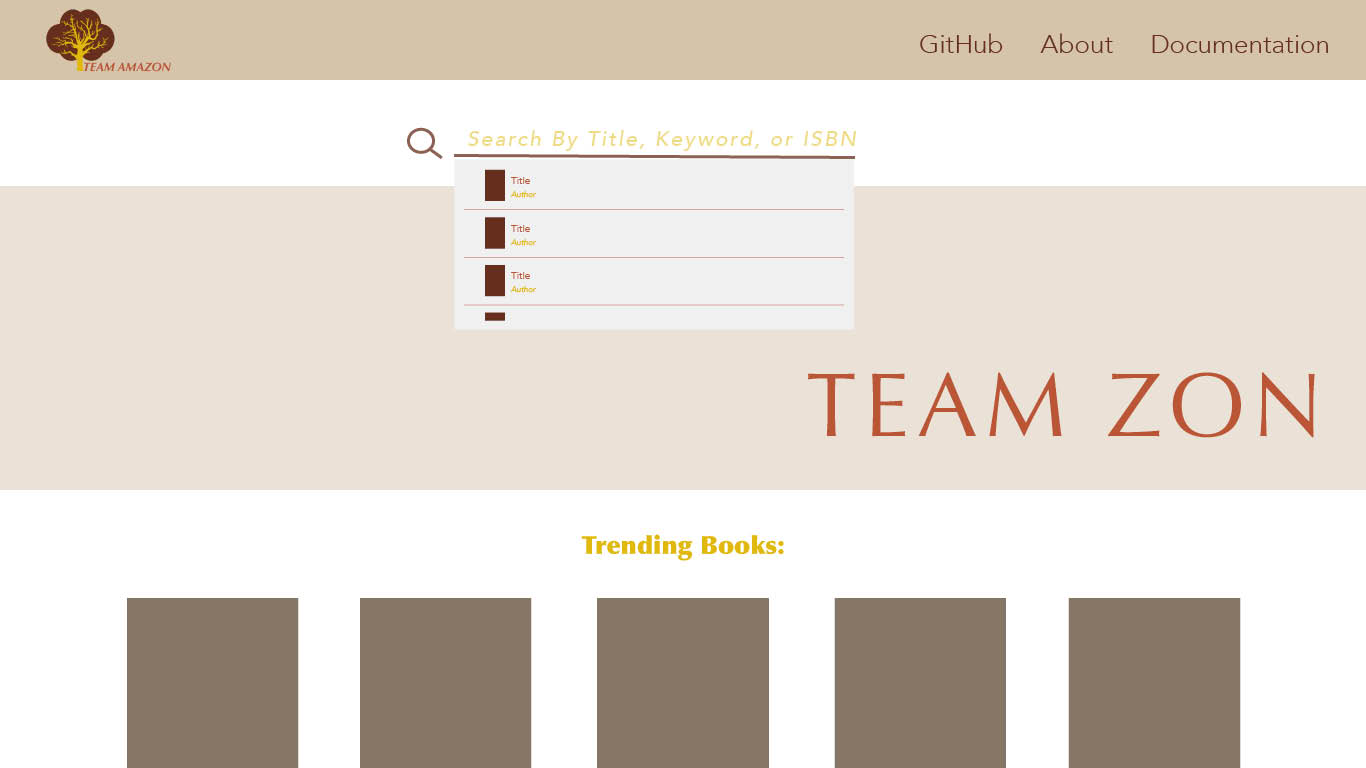 TEAM AMAZON
GitHub About Documentation
Search By Title, Keyword, or ISBN
Title
Author
Title
Author
Title
Author
TEAM ZON
Trending Books: